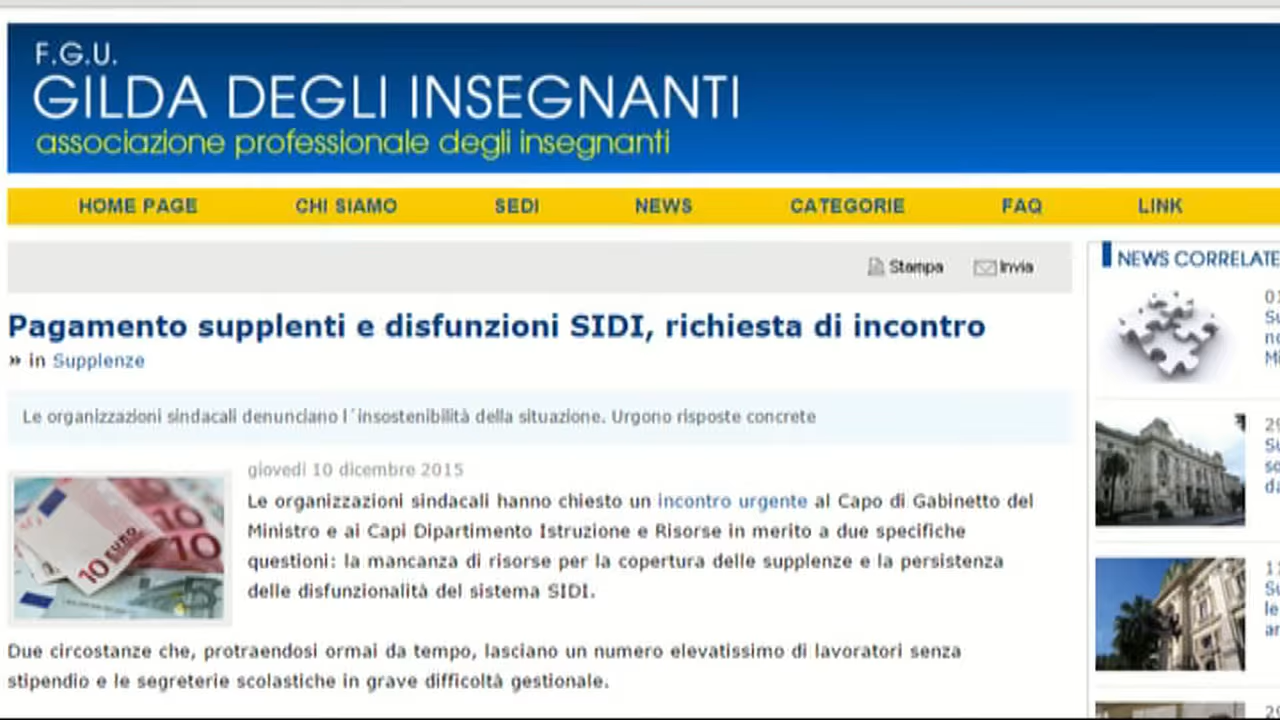 F.G.U.
GILDA DEGLI INSEGNANTI
associazione professionale degli insegnanti
HOME PAGE CHI SIAMO SEDI NEWS CATEGORIE FAQ LINK
Stampa Invia
Pagamento supplenti e disfunzioni SIDI, richiesta di incontro
» in Supplenze
Le organizzazioni sindacali denunciano l´insostenibilità della situazione. Urgono risposte concrete
giovedì 10 dicembre 2015
Le organizzazioni sindacali hanno chiesto un incontro urgente al Capo di Gabinetto del
Ministro e ai Capi Dipartimento Istruzione e Risorse in merito a due specifiche
questioni: la mancanza di risorse per la copertura delle supplenze e la persistenza
delle disfunzionalità del sistema SIDI.
Due circostanze che, protraendosi ormai da tempo, lasciano un numero elevatissimo di lavoratori senza
stipendio e le segreterie scolastiche in grave difficoltà gestionale.
NEWS CORRELATE
10 EURO
10
10